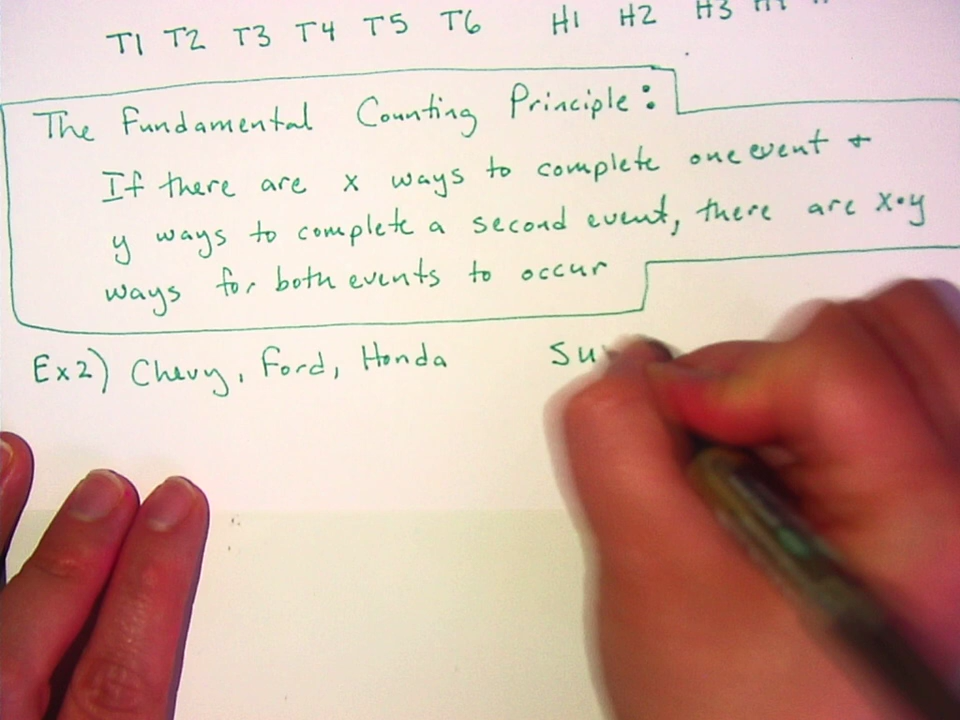 T1 T2 T3 T4 T5 T6 H1 H2 H3
The Fundamental Counting Principle:
If there are x ways to complete one event +
y ways to complete a second event, there are x•y
ways for both events to occur
Ex2) Chevy, Ford, Honda